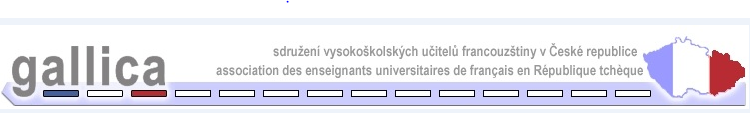 gallica
sdružení vysokoškolských učitelů francouzštiny v České republice
association des enseignants universitaires de français en République tchèque